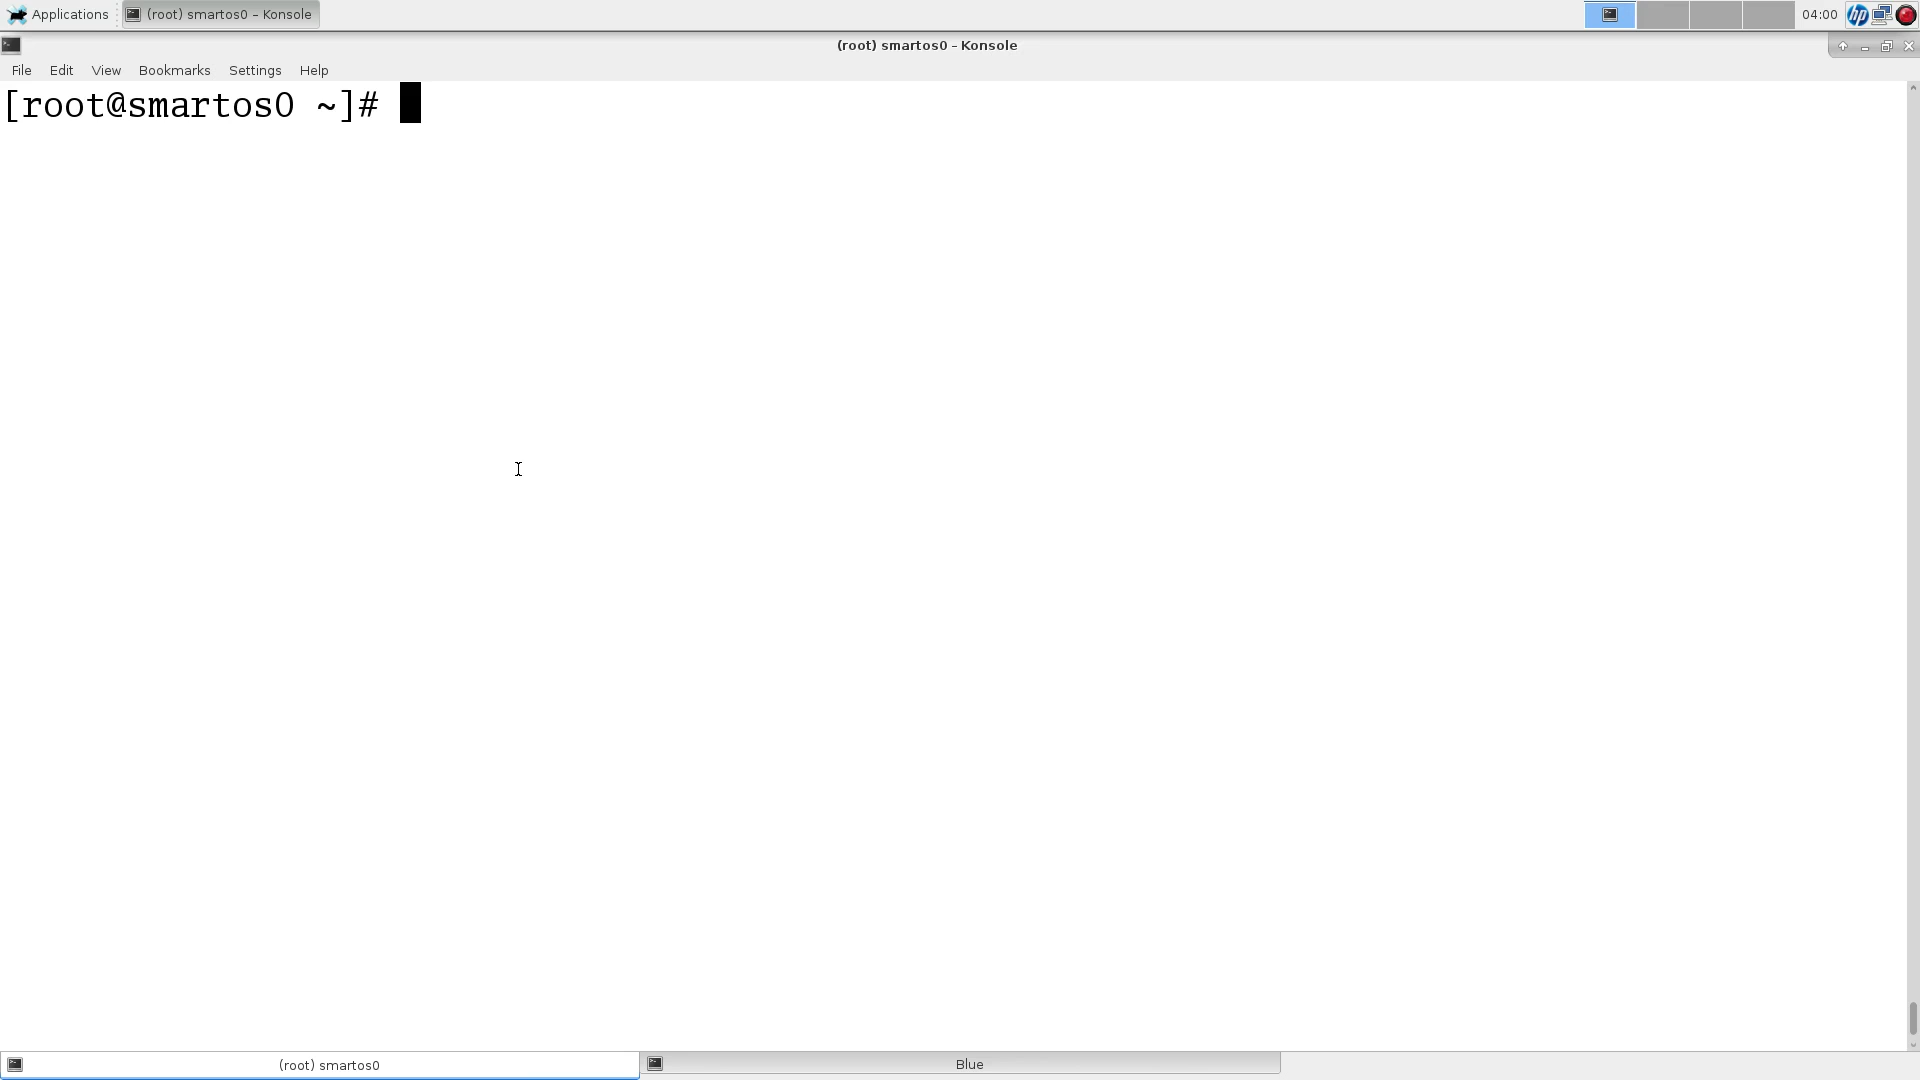 Applications (root) smartos0 – Konsole 04:00 hp
(root) smartos0 – Konsole
File Edit View Bookmarks Settings Help
[root@smartos0 ~]#
(root) smartos0 Blue